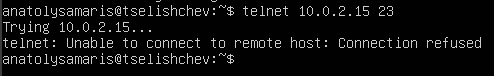 anatolysamaris@tselishchev:~$ telnet 10.0.2.15 23
Trying 10.0.2.15...
telnet: Unable to connect to remote host: Connection refused
anatolysamaris@tselishchev:~$